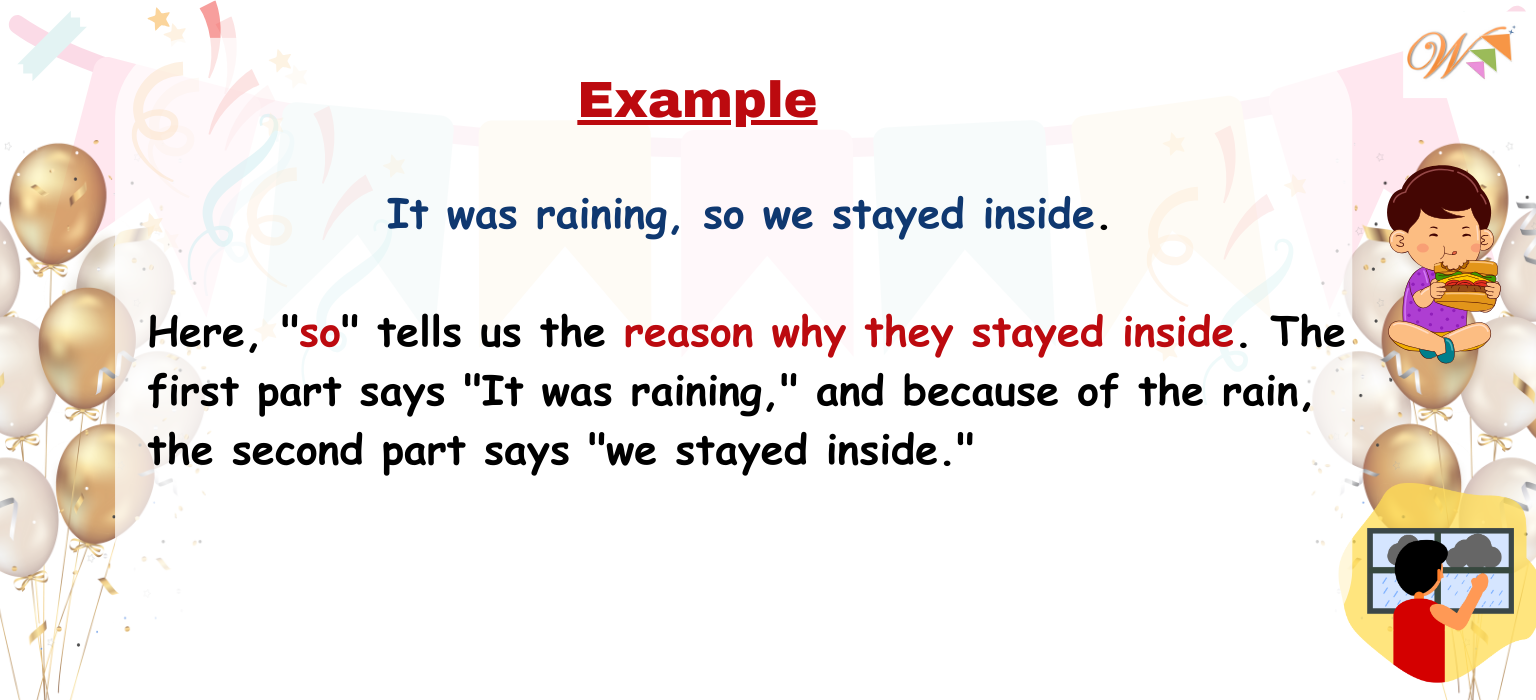 Example
It was raining, so we stayed inside.
Here, "so" tells us the reason why they stayed inside. The
first part says "It was raining," and because of the rain,
the second part says "we stayed inside."
W